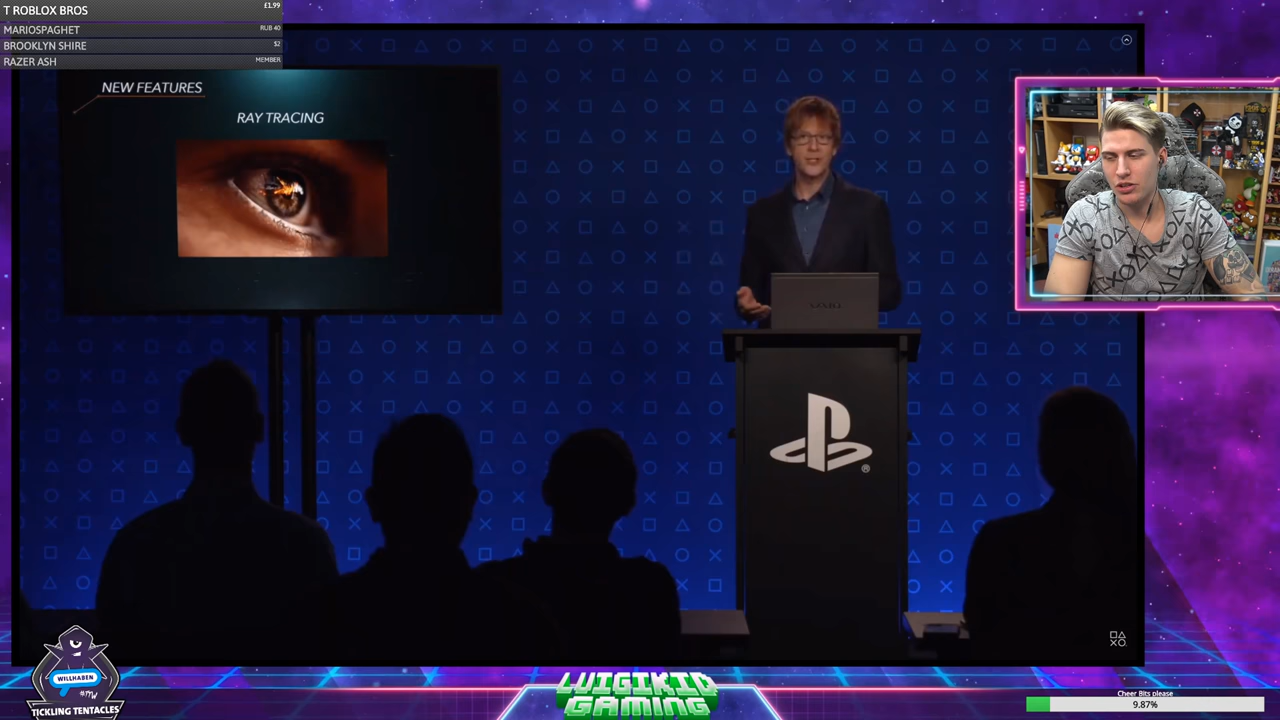 T ROBLOX BROS £1.99
MARIOSPAGHET RUB 40
BROOKLYN SHIRE $2
RAZER ASH MEMBER
NEW FEATURES
RAY TRACING
WILLHABEN
#MW
TICKLING TENTACLES
LUIGIKID
GAMING
Cheer Bits please
9.87%